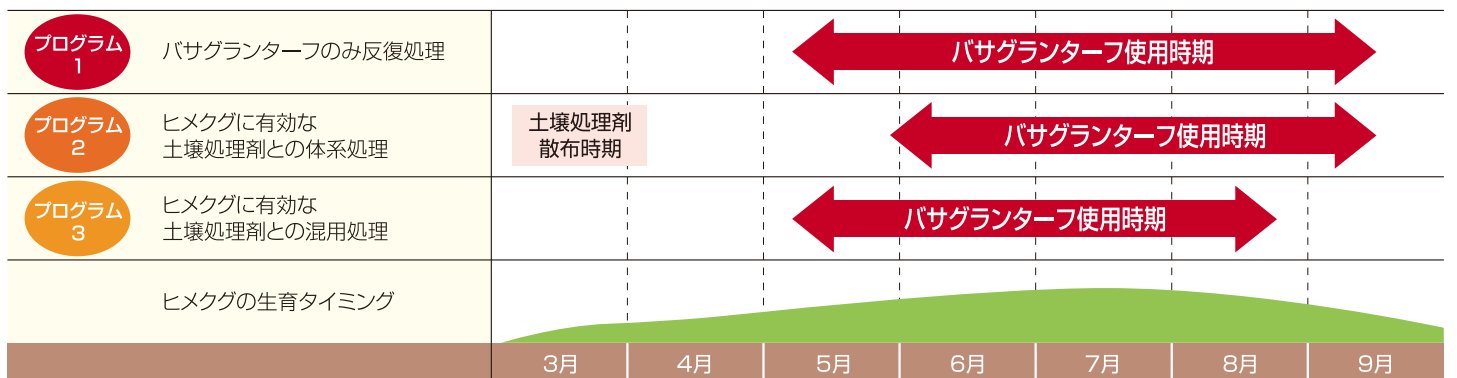 プログラム
1
バサグランターフのみ反復処理
バサグランターフ使用時期
プログラム
2
ヒメクグに有効な
土壌処理剤との体系処理
土壌処理剤
散布時期
バサグランターフ使用時期
プログラム
3
ヒメクグに有効な
土壌処理剤との混用処理
バサグランターフ使用時期
ヒメクグの生育タイミング
3月 4月 5月 6月 7月 8月 9月